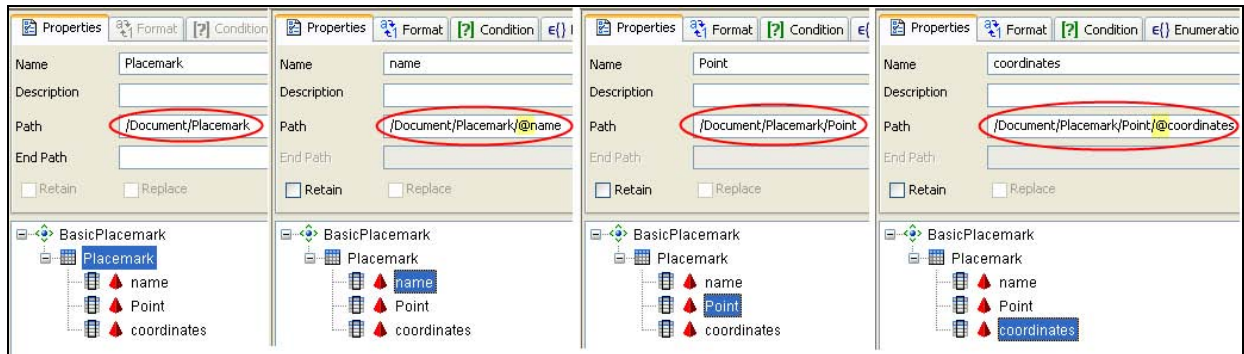 Properties Format [?] Condition
Name Placemark
Description
Path /Document/Placemark
End Path
Retain Replace
BasicPlacemark
Placemark
name
Point
coordinates
Properties Format [?] Condition ε{}
Name name
Description
Path /Document/Placemark/@name
End Path
Retain Replace
BasicPlacemark
Placemark
name
Point
coordinates
Properties Format [?] Condition ε{}
Name Point
Description
Path /Document/Placemark/Point
End Path
Retain Replace
BasicPlacemark
Placemark
name
Point
coordinates
Properties Format [?] Condition ε{} Enumeratio
Name coordinates
Description
Path /Document/Placemark/Point/@coordinates
End Path
Retain Replace
BasicPlacemark
Placemark
name
Point
coordinates